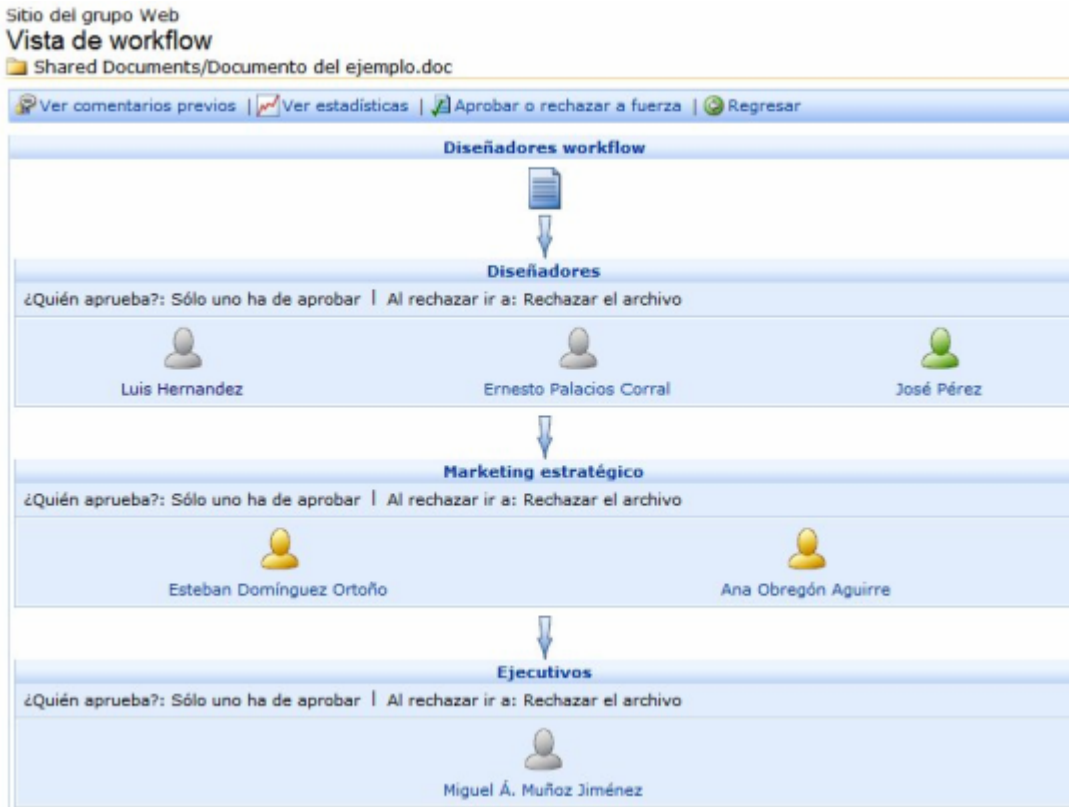 Sitio del grupo Web
Vista de workflow
Shared Documents/Documento del ejemplo.doc
Ver comentarios previos | Ver estadísticas | Aprobar o rechazar a fuerza | Regresar
Diseñadores workflow
Diseñadores
¿Quién aprueba?: Sólo uno ha de aprobar | Al rechazar ir a: Rechazar el archivo
Luis Hernandez Ernesto Palacios Corral José Pérez
Marketing estratégico
¿Quién aprueba?: Sólo uno ha de aprobar | Al rechazar ir a: Rechazar el archivo
Esteban Domínguez Ortoño Ana Obregón Aguirre
Ejecutivos
¿Quién aprueba?: Sólo uno ha de aprobar | Al rechazar ir a: Rechazar el archivo
Miguel Á. Muñoz Jiménez